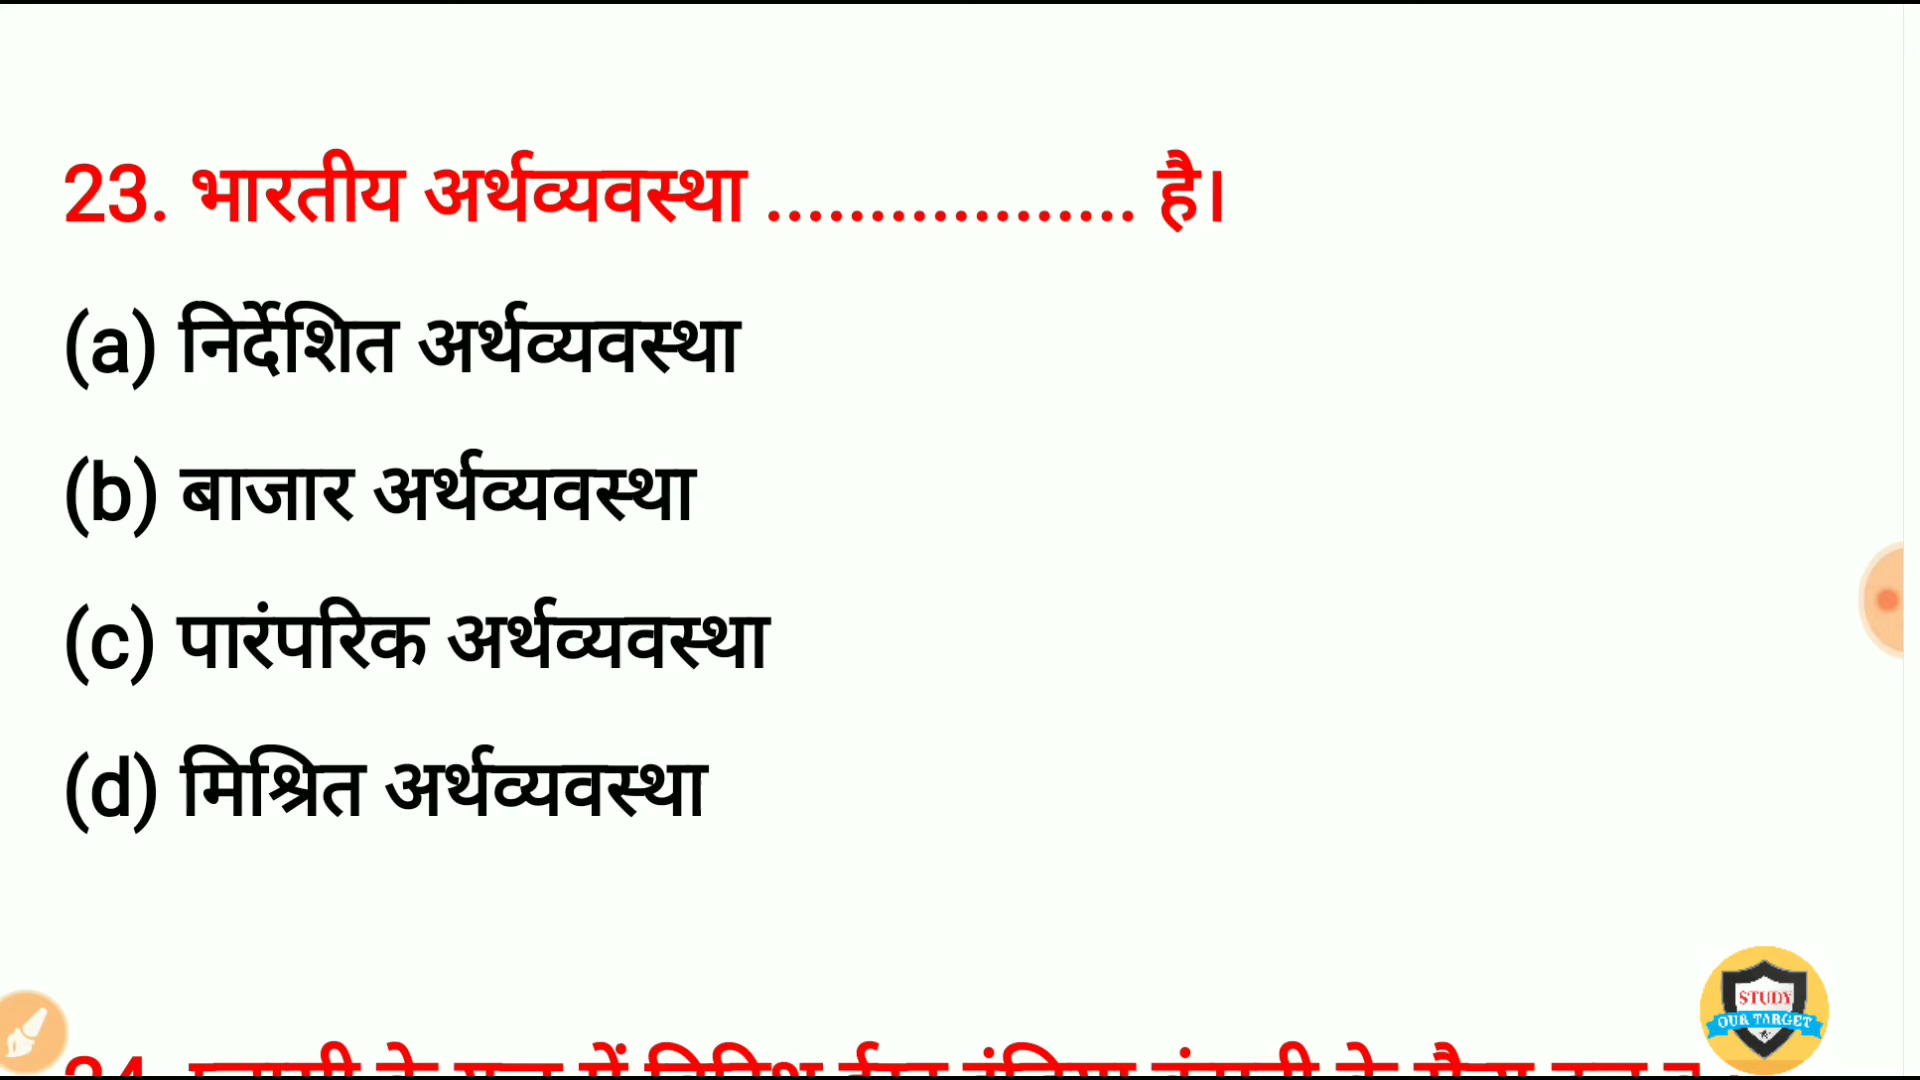 23. भारतीय अर्थव्यवस्था .................. है।
(a) निर्देशित अर्थव्यवस्था
(b) बाजार अर्थव्यवस्था
(c) पारंपरिक अर्थव्यवस्था
(d) मिश्रित अर्थव्यवस्था
STUDY
OUR TARGET